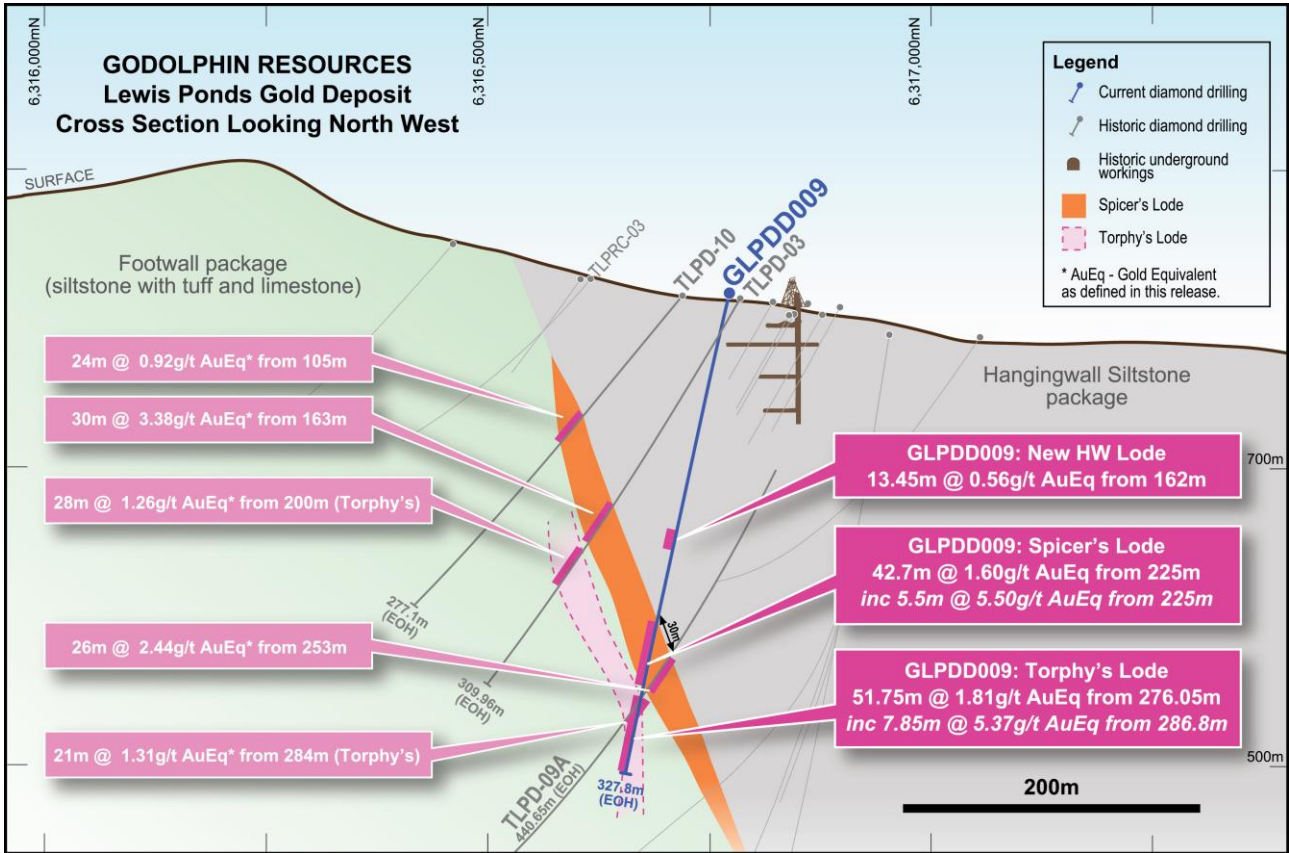 6,316,000mN
6,316,500mN
6,317,000mN
GODOLPHIN RESOURCES
Lewis Ponds Gold Deposit
Cross Section Looking North West
Legend
Current diamond drilling
Historic diamond drilling
Historic underground
workings
Spicer's Lode
Torphy's Lode
* AuEq - Gold Equivalent
as defined in this release.
SURFACE
TLPRC-03
TLPD-10
GLPDD009
TLPD-03
Footwall package
(siltstone with tuff and limestone)
Hangingwall Siltstone
package
24m @ 0.92g/t AuEq* from 105m
30m @ 3.38g/t AuEq* from 163m
28m @ 1.26g/t AuEq* from 200m (Torphy's)
26m @ 2.44g/t AuEq* from 253m
21m @ 1.31g/t AuEq* from 284m (Torphy's)
700m
GLPDD009: New HW Lode
13.45m @ 0.56g/t AuEq from 162m
GLPDD009: Spicer's Lode
42.7m @ 1.60g/t AuEq from 225m
inc 5.5m @ 5.50g/t AuEq from 225m
GLPDD009: Torphy's Lode
51.75m @ 1.81g/t AuEq from 276.05m
inc 7.85m @ 5.37g/t AuEq from 286.8m
277.1m
(EOH)
30m
309.96m
(EOH)
TLPD-09A
440.65m (EOH)
327.8m
(EOH)
500m
200m